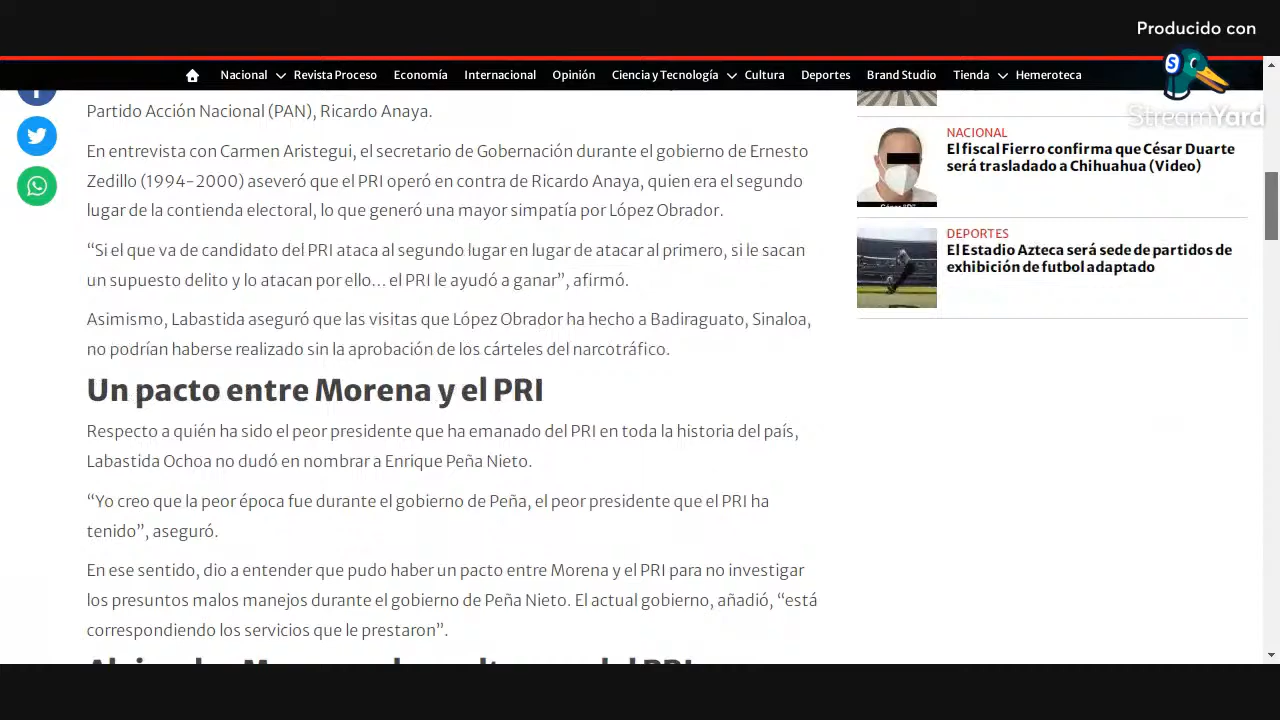 Producido con
StreamYard
Nacional Revista Proceso Economía Internacional Opinión Ciencia y Tecnología Cultura Deportes Brand Studio Tienda Hemeroteca
Partido Acción Nacional (PAN), Ricardo Anaya.
En entrevista con Carmen Aristegui, el secretario de Gobernación durante el gobierno de Ernesto
Zedillo (1994-2000) aseveró que el PRI operó en contra de Ricardo Anaya, quien era el segundo
lugar de la contienda electoral, lo que generó una mayor simpatía por López Obrador.
“Si el que va de candidato del PRI ataca al segundo lugar en lugar de atacar al primero, si le sacan
un supuesto delito y lo atacan por ello… el PRI le ayudó a ganar”, afirmó.
Asimismo, Labastida aseguró que las visitas que López Obrador ha hecho a Badiraguato, Sinaloa,
no podrían haberse realizado sin la aprobación de los cárteles del narcotráfico.
Un pacto entre Morena y el PRI
Respecto a quién ha sido el peor presidente que ha emanado del PRI en toda la historia del país,
Labastida Ochoa no dudó en nombrar a Enrique Peña Nieto.
“Yo creo que la peor época fue durante el gobierno de Peña, el peor presidente que el PRI ha
tenido”, aseguró.
En ese sentido, dio a entender que pudo haber un pacto entre Morena y el PRI para no investigar
los presuntos malos manejos durante el gobierno de Peña Nieto. El actual gobierno, añadió, “está
correspondiendo los servicios que le prestaron”.
NACIONAL
El fiscal Fierro confirma que César Duarte
será trasladado a Chihuahua (Video)
DEPORTES
El Estadio Azteca será sede de partidos de
exhibición de futbol adaptado